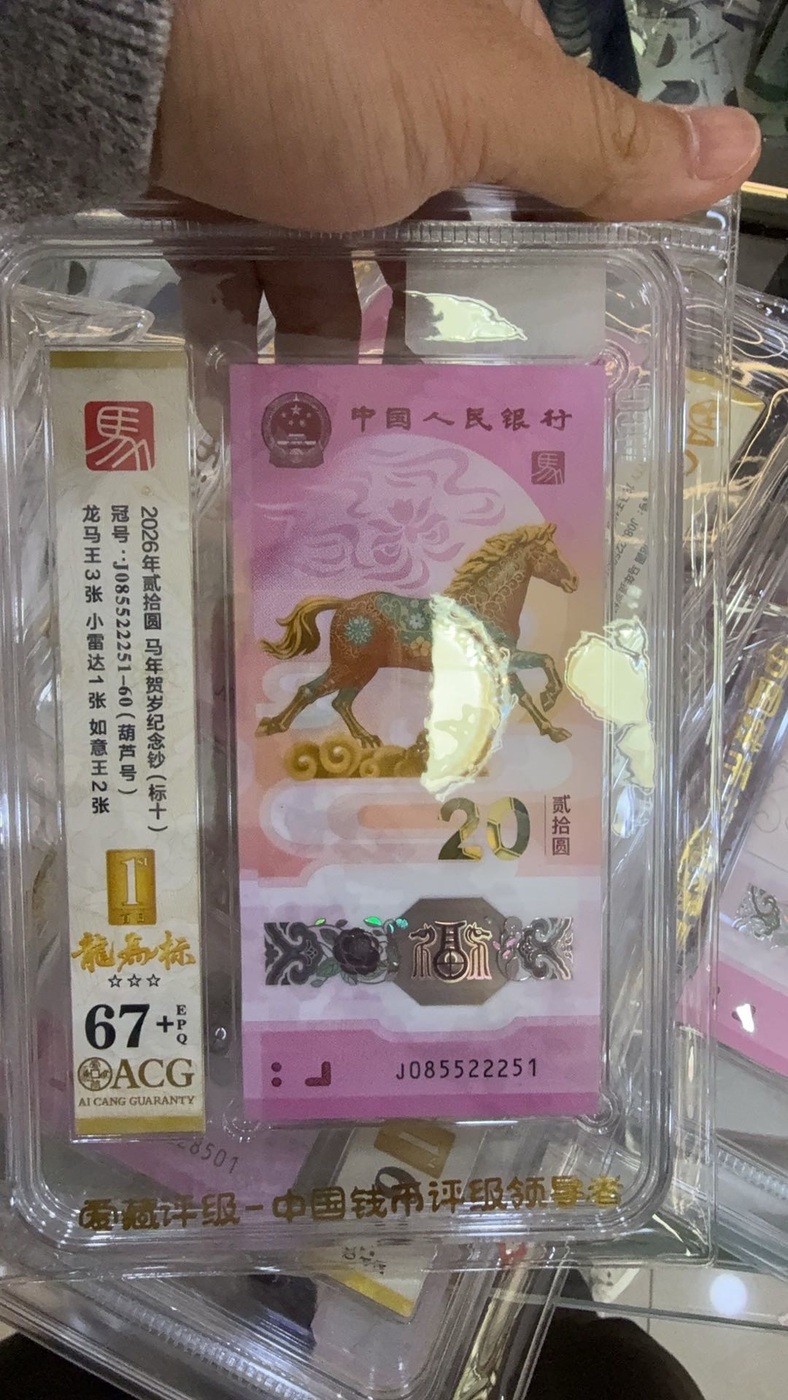 馬
2026年贰拾圆 马年贺岁纪念钞(标十)
冠号:J085522251-60(葫芦号)
龙马王3张 小雷达1张 如意王2张
1
龍馬标
☆☆☆
67+EPQ
ACG
AI CANG GUARANTY
中国人民银行
馬
20
贰拾圆
J085522251
爱藏评级-中国钱币评级领导者
28501